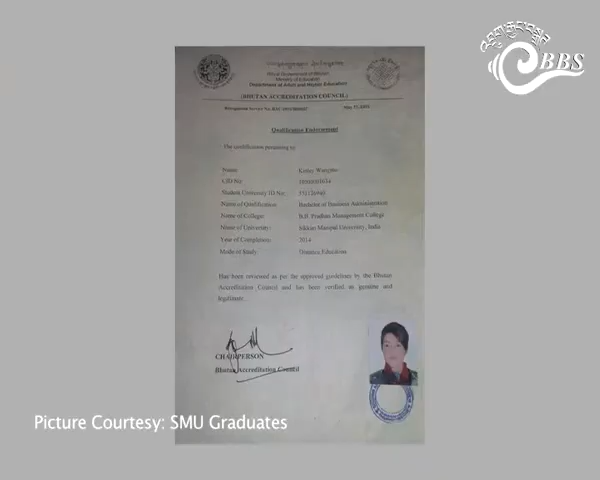 BBS
Royal Government of Bhutan
Ministry of Education
Department of Adult and Higher Education
(BHUTAN ACCREDITATION COUNCIL)
Qualification Endorsement
The qualification pertaining to:
Name: Kinley Wangmo
CID No:
Student/University ID No:
Name of Qualification: Bachelor of Business Administration
Name of College: B.B. Pradhan Management College
Name of University: Sikkim Manipal University, India
Year of Completion: 2014
Mode of Study: Distance Education
Has been reviewed as per the approved guidelines by the Bhutan
Accreditation Council and has been verified as genuine and
legitimate.
CHAIRPERSON
Bhutan Accreditation Council
Picture Courtesy: SMU Graduates